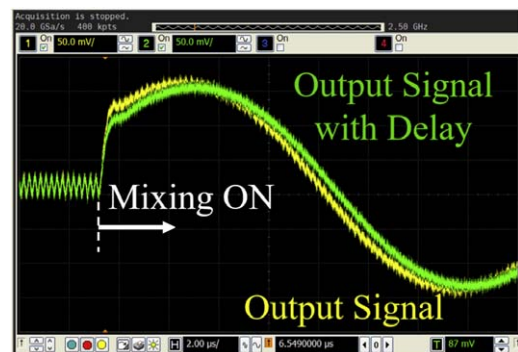 Acquisition is stopped.
20.0 GSa/s 400 kpts
2.50 GHz
1 On 50.0 mV/ 2 On 50.0 mV/ 3 On 4 On
Output Signal
with Delay
Mixing ON
Output Signal
H 2.00 µs/ 6.5490000 µs 0 T 87 mV